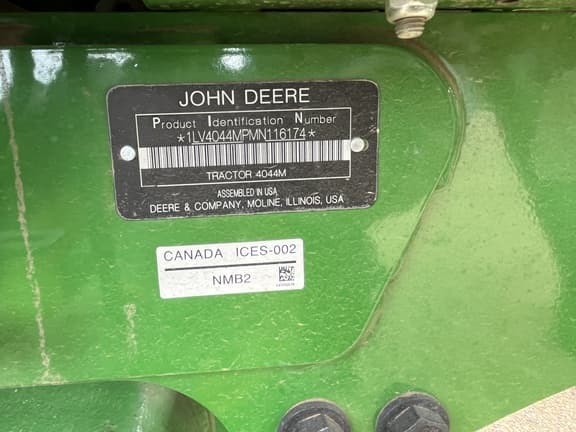 JOHN DEERE
Product Identification Number
*1LV4044MPMN116174*
TRACTOR 4044M
ASSEMBLED IN USA
DEERE & COMPANY, MOLINE, ILLINOIS, USA
CANADA ICES-002
NMB2